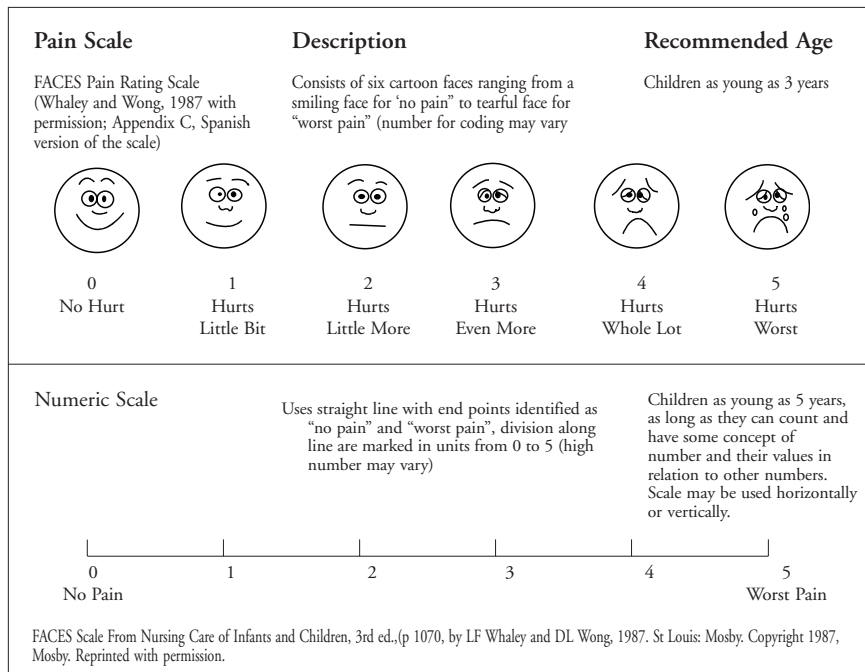 Pain Scale
Description
Recommended Age
FACES Pain Rating Scale
(Whaley and Wong, 1987 with
permission; Appendix C, Spanish
version of the scale)
Consists of six cartoon faces ranging from a
smiling face for ‘no pain” to tearful face for
“worst pain” (number for coding may vary
Children as young as 3 years
0
No Hurt
1
Hurts
Little Bit
2
Hurts
Little More
3
Hurts
Even More
4
Hurts
Whole Lot
5
Hurts
Worst
Numeric Scale
Uses straight line with end points identified as
“no pain” and “worst pain”, division along
line are marked in units from 0 to 5 (high
number may vary)
Children as young as 5 years,
as long as they can count and
have some concept of
number and their values in
relation to other numbers.
Scale may be used horizontally
or vertically.
0
No Pain
1
2
3
4
5
Worst Pain
FACES Scale From Nursing Care of Infants and Children, 3rd ed.,(p 1070, by LF Whaley and DL Wong, 1987. St Louis: Mosby. Copyright 1987,
Mosby. Reprinted with permission.